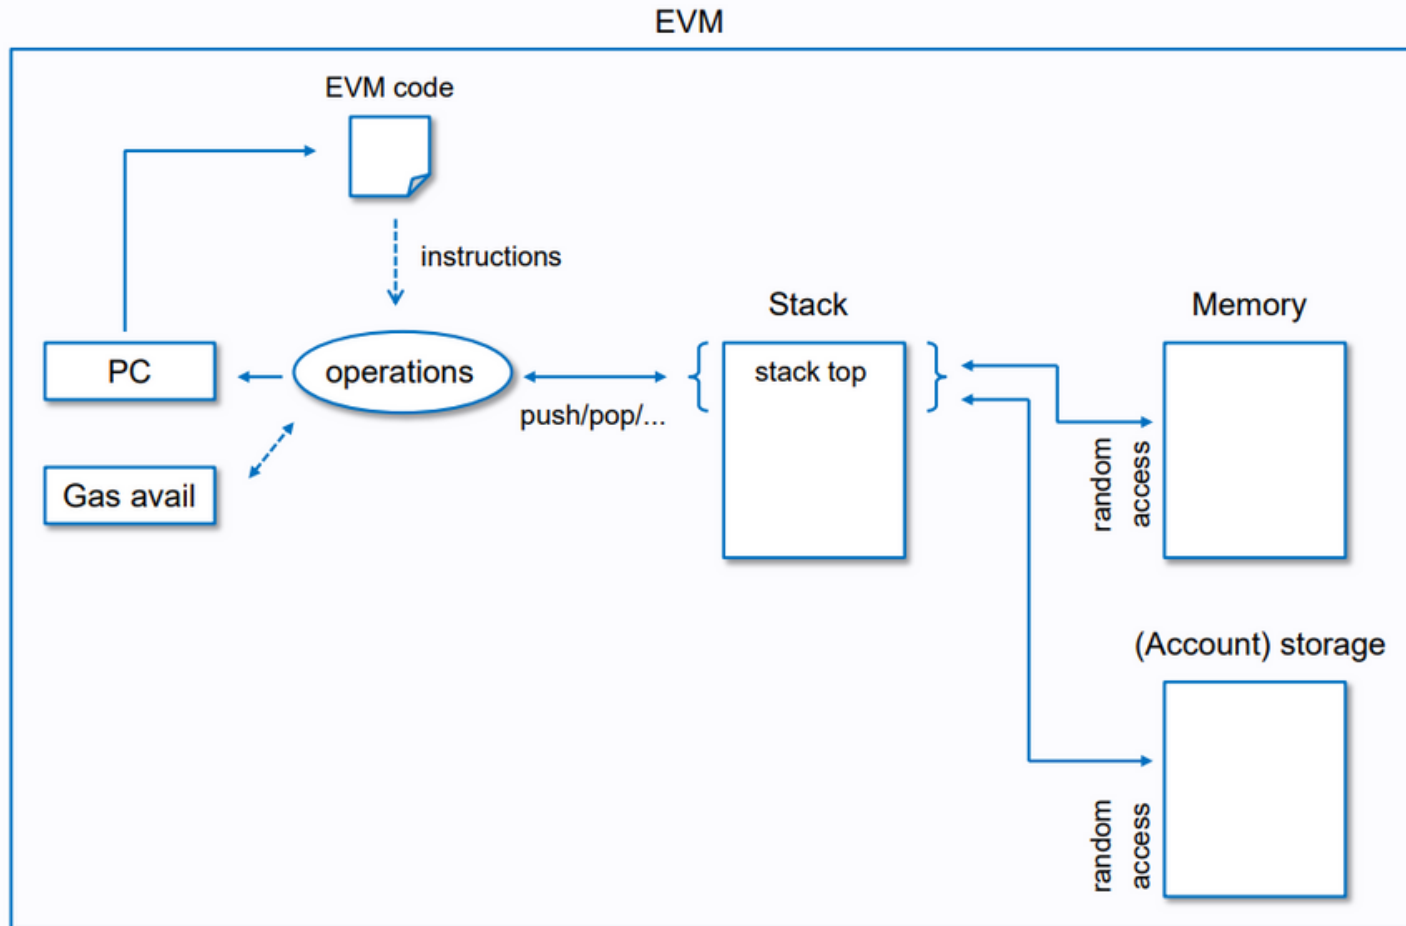 EVM
EVM code
instructions
Stack
Memory
PC
operations
stack top
push/pop/...
Gas avail
random
access
(Account) storage
random
access